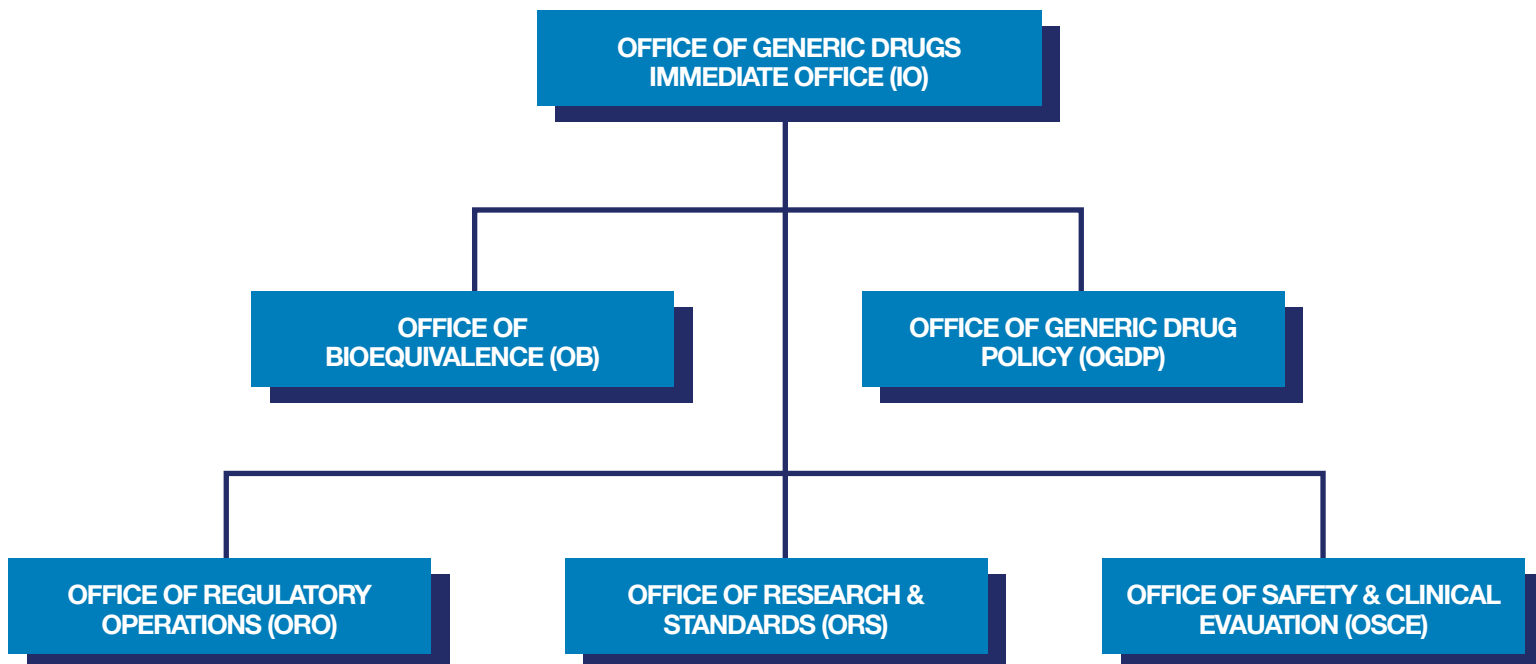 OFFICE OF GENERIC DRUGS
IMMEDIATE OFFICE (IO)
OFFICE OF
BIOEQUIVALENCE (OB)
OFFICE OF GENERIC DRUG
POLICY (OGDP)
OFFICE OF REGULATORY
OPERATIONS (ORO)
OFFICE OF RESEARCH &
STANDARDS (ORS)
OFFICE OF SAFETY & CLINICAL
EVAUATION (OSCE)